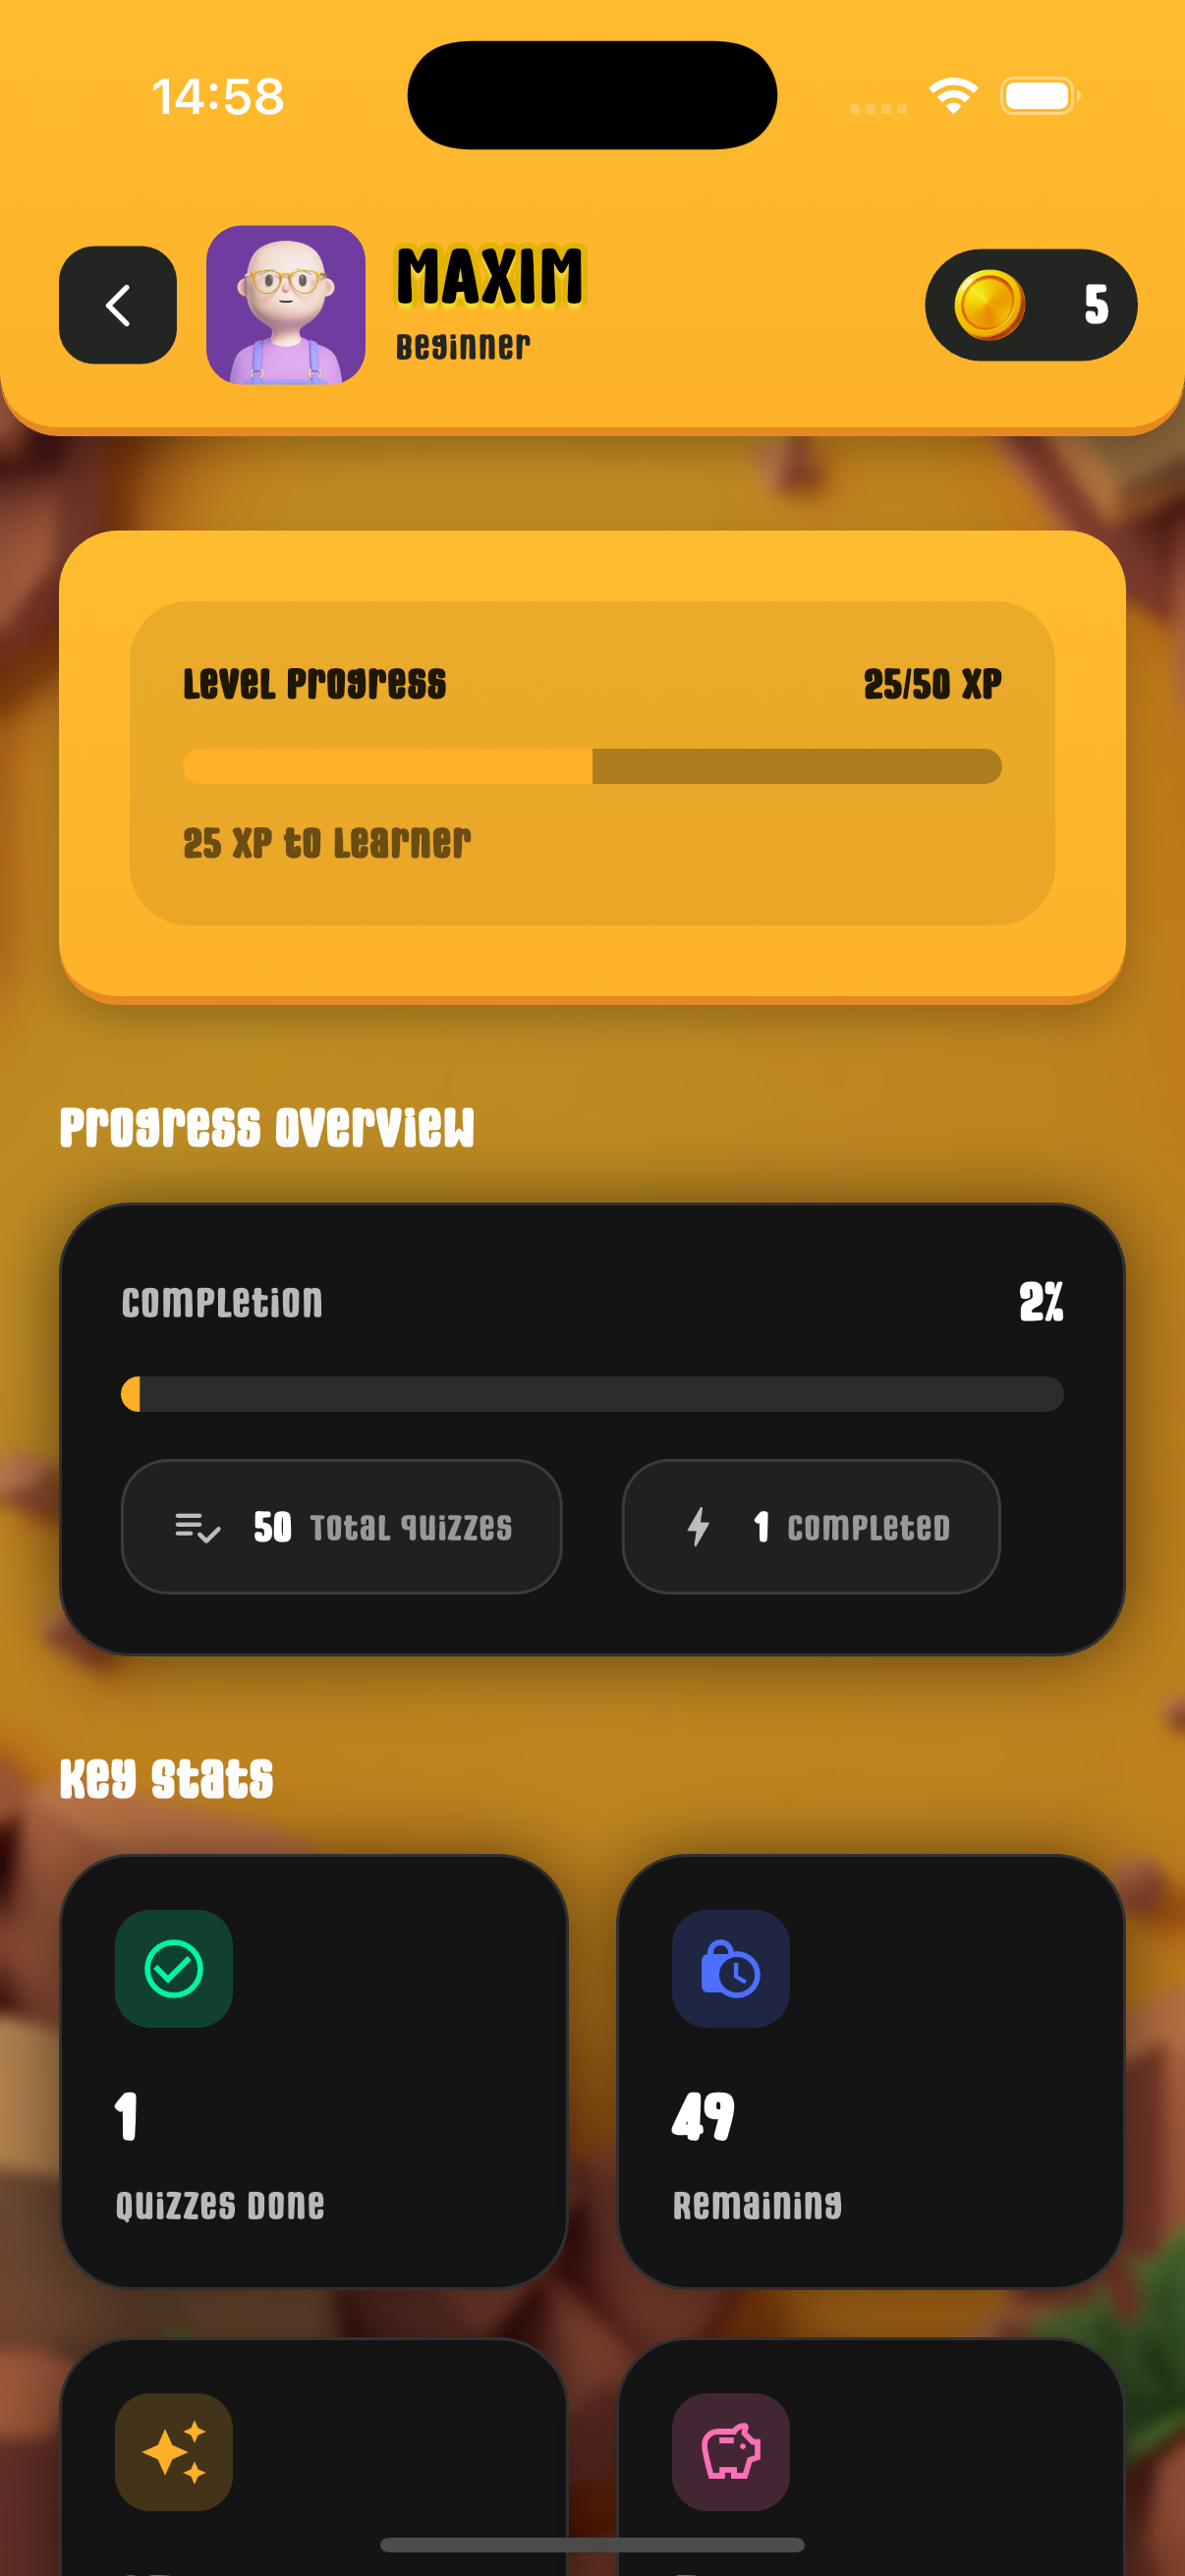 14:58
MAXIM
Beginner
5
Level Progress
25/50 XP
25 XP to Learner
Progress Overview
Completion
2%
50 Total Quizzes
1 Completed
Key Stats
1
Quizzes Done
49
Remaining